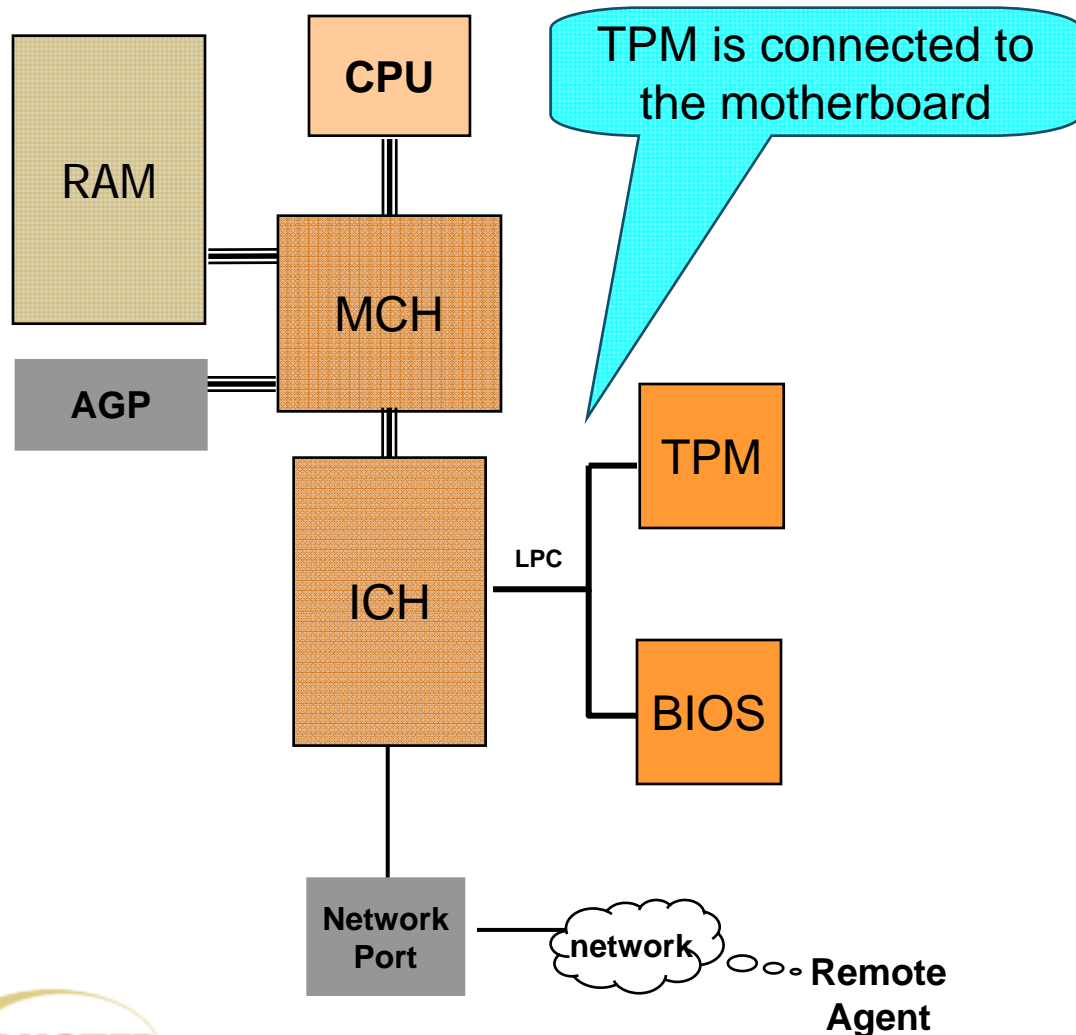 TPM is connected to
the motherboard
CPU
RAM
MCH
AGP
TPM
LPC
ICH
BIOS
Network
Port
network
Remote
Agent